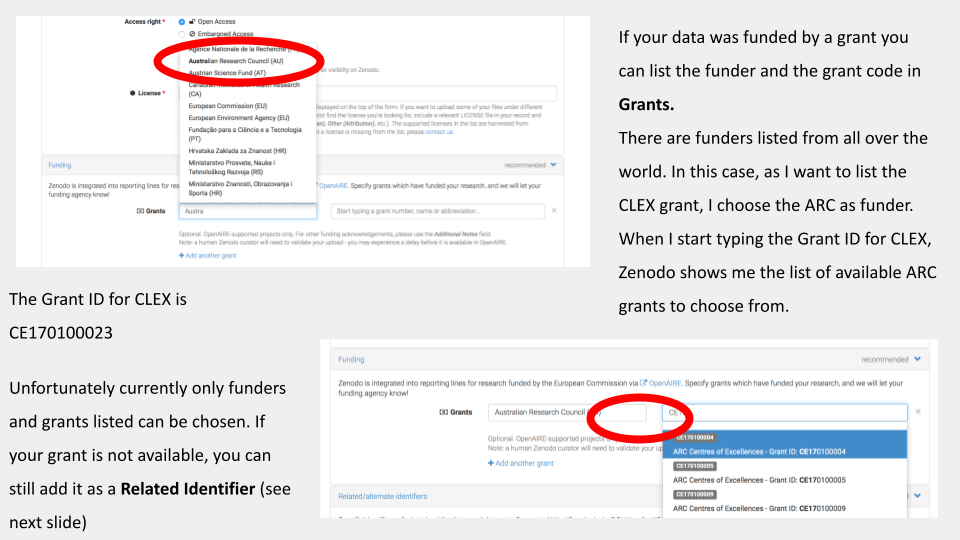 Access right *
Open Access
Embargoed Access
Agence Nationale de la Recherche
Australian Research Council (AU)
Austrian Science Fund (AT)
er visibility on Zenodo.
Canadian Institutes of Health Research
(CA)
License *
European Commission (EU)
European Environment Agency (EU)
Fundação para a Ciência e a Tecnologia
(PT)
Hrvatska Zaklada za Znanost (HR)
Ministarstvo Prosvete, Nauke i
Tehnološkog Razvoja (RS)
Ministarstvo Znanosti, Obrazovanja i
Sporta (HR)
displayed on the top of the form. If you want to upload some of your files under different
not find the license you're looking for, include a relevant LICENSE file in your record and
en), Other (Attribution), etc.). The supported licenses in the list are harvested from
t a license is missing from the list, please contact us.
Funding
recommended
Zenodo is integrated into reporting lines for res
OpenAIRE. Specify grants which have funded your research, and we will let your
funding agency know!
Grants
Austra
Start typing a grant number, name or abbreviation...
Optional. OpenAIRE-supported projects only. For other funding acknowledgements, please use the Additional Notes field.
Note: a human Zenodo curator will need to validate your upload - you may experience a delay before it is available in OpenAIRE.
+ Add another grant
If your data was funded by a grant you
can list the funder and the grant code in
Grants.
There are funders listed from all over the
world. In this case, as I want to list the
CLEX grant, I choose the ARC as funder.
When I start typing the Grant ID for CLEX,
Zenodo shows me the list of available ARC
grants to choose from.
The Grant ID for CLEX is
CE170100023
Unfortunately currently only funders
and grants listed can be chosen. If
your grant is not available, you can
still add it as a Related Identifier (see
next slide)
Funding
recommended
Zenodo is integrated into reporting lines for research funded by the European Commission via OpenAIRE. Specify grants which have funded your research, and we will let your
funding agency know!
Grants
Australian Research Council
CE17
Optional. OpenAIRE-supported projects
Note: a human Zenodo curator will need to validate your up
+ Add another grant
CE170100004
ARC Centres of Excellences - Grant ID: CE170100004
CE170100005
ARC Centres of Excellences - Grant ID: CE170100005
CE170100009
ARC Centres of Excellences - Grant ID: CE170100009
Related/alternate identifiers